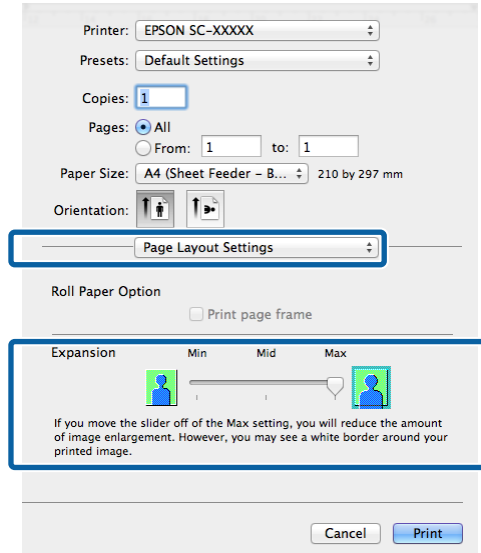 Printer: EPSON SC-XXXXX
Presets: Default Settings
Copies: 1
Pages: All
From: 1 to: 1
Paper Size: A4 (Sheet Feeder – B... 210 by 297 mm
Orientation:
Page Layout Settings
Roll Paper Option
Print page frame
Expansion Min Mid Max
If you move the slider off of the Max setting, you will reduce the amount
of image enlargement. However, you may see a white border around your
printed image.
Cancel Print